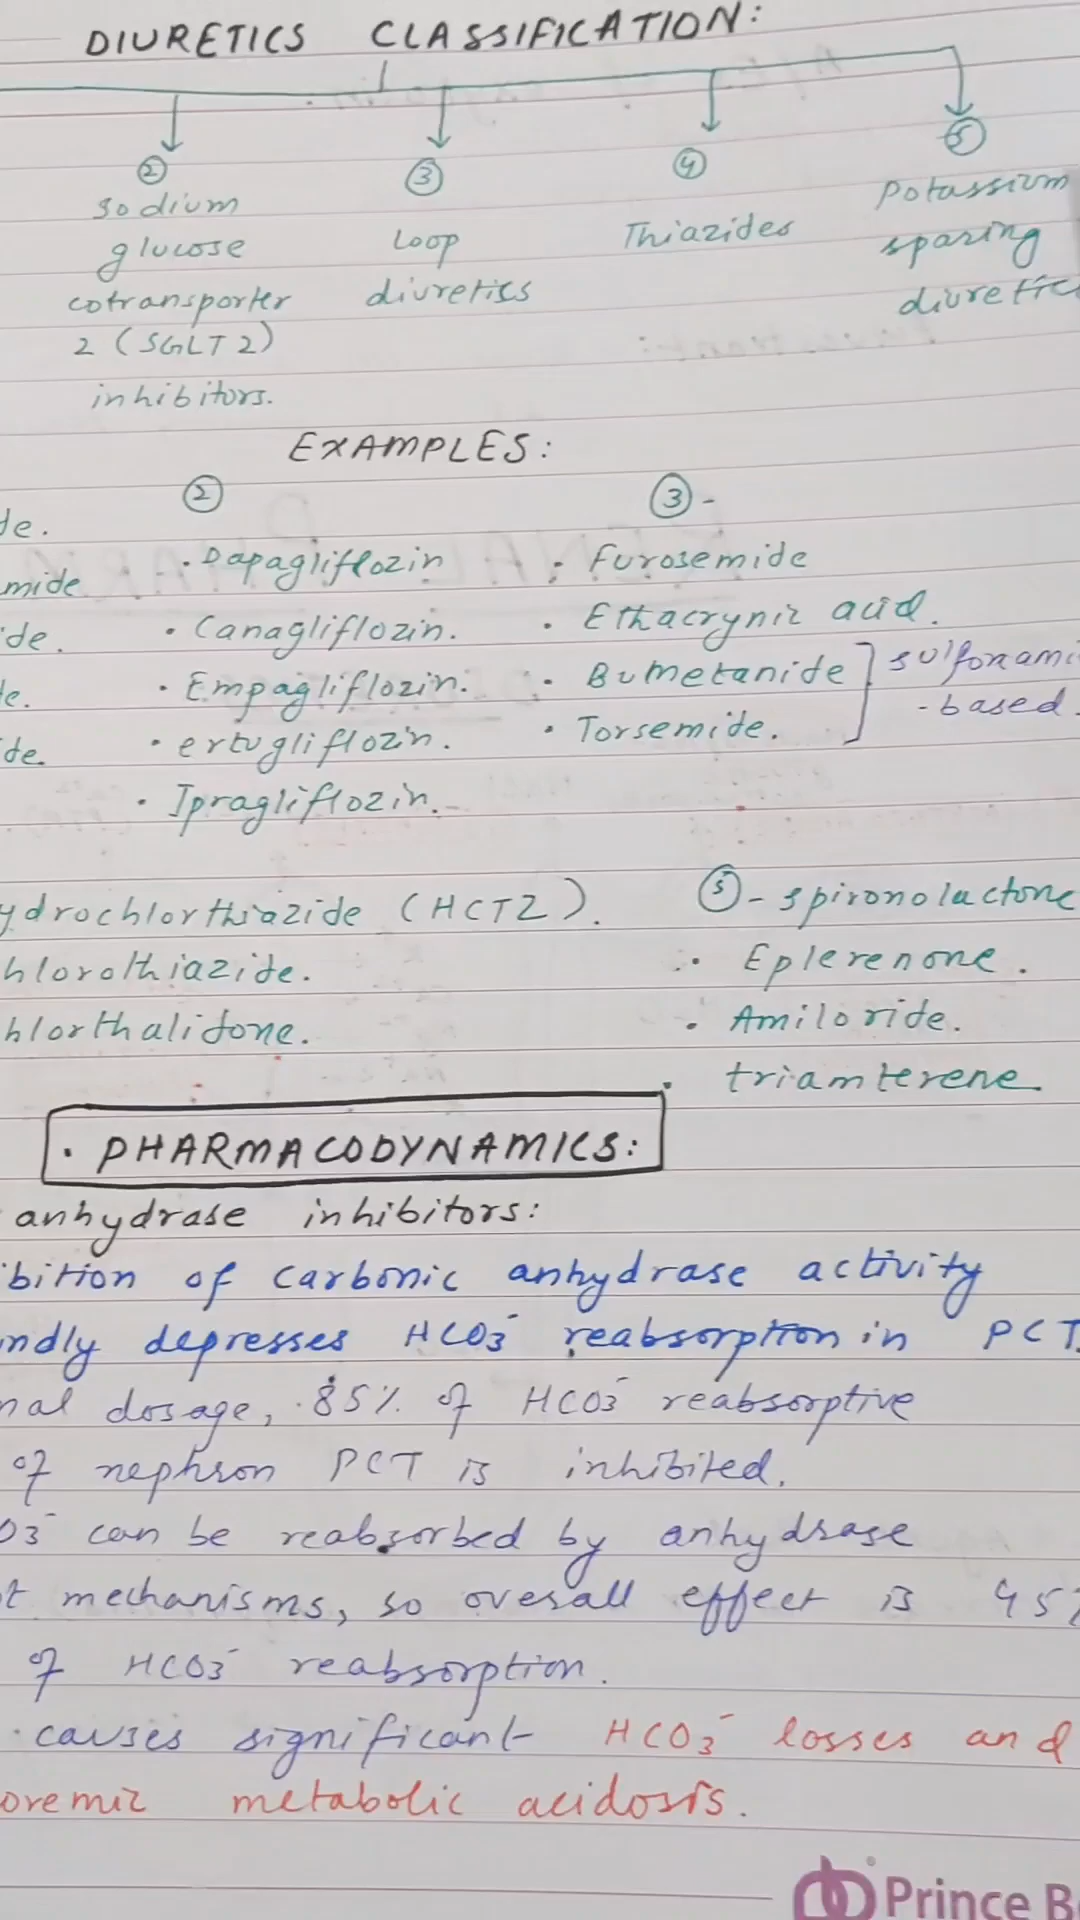 DIURETICS CLASSIFICATION:
② ③ ④ ⑤
sodium
glucose
cotransporter
2 (SGLT2)
inhibitors.
Loop
diuretics
Thiazides
Potassium
sparing
diuretic
EXAMPLES:
②
de.
mide
ide.
le.
ide.
• Dapagliflozin
• Canagliflozin.
• Empagliflozin.
• ertugliflozin.
• Ipragliflozin.
③ -
• Furosemide
• Ethacrynic acid.
• Bumetanide
• Torsemide.
sulfonami
-based.
ydrochlorthiazide (HCTZ).
hlorothiazide.
hlorthalidone.
⑤ - spironolactone
• Eplerenone.
• Amiloride.
• triamterene.
• PHARMACODYNAMICS:
anhydrase inhibitors:
ibition of carbonic anhydrase activity
ndly depresses HCO3⁻ reabsorption in PCT.
nal dosage, 85% of HCO3⁻ reabsorptive
of nephron PCT is inhibited.
O3⁻ can be reabsorbed by anhydrase
t mechanisms, so overall effect is 45%
of HCO3⁻ reabsorption.
• causes significant HCO3⁻ losses and
oremic metabolic acidosis.
Prince B